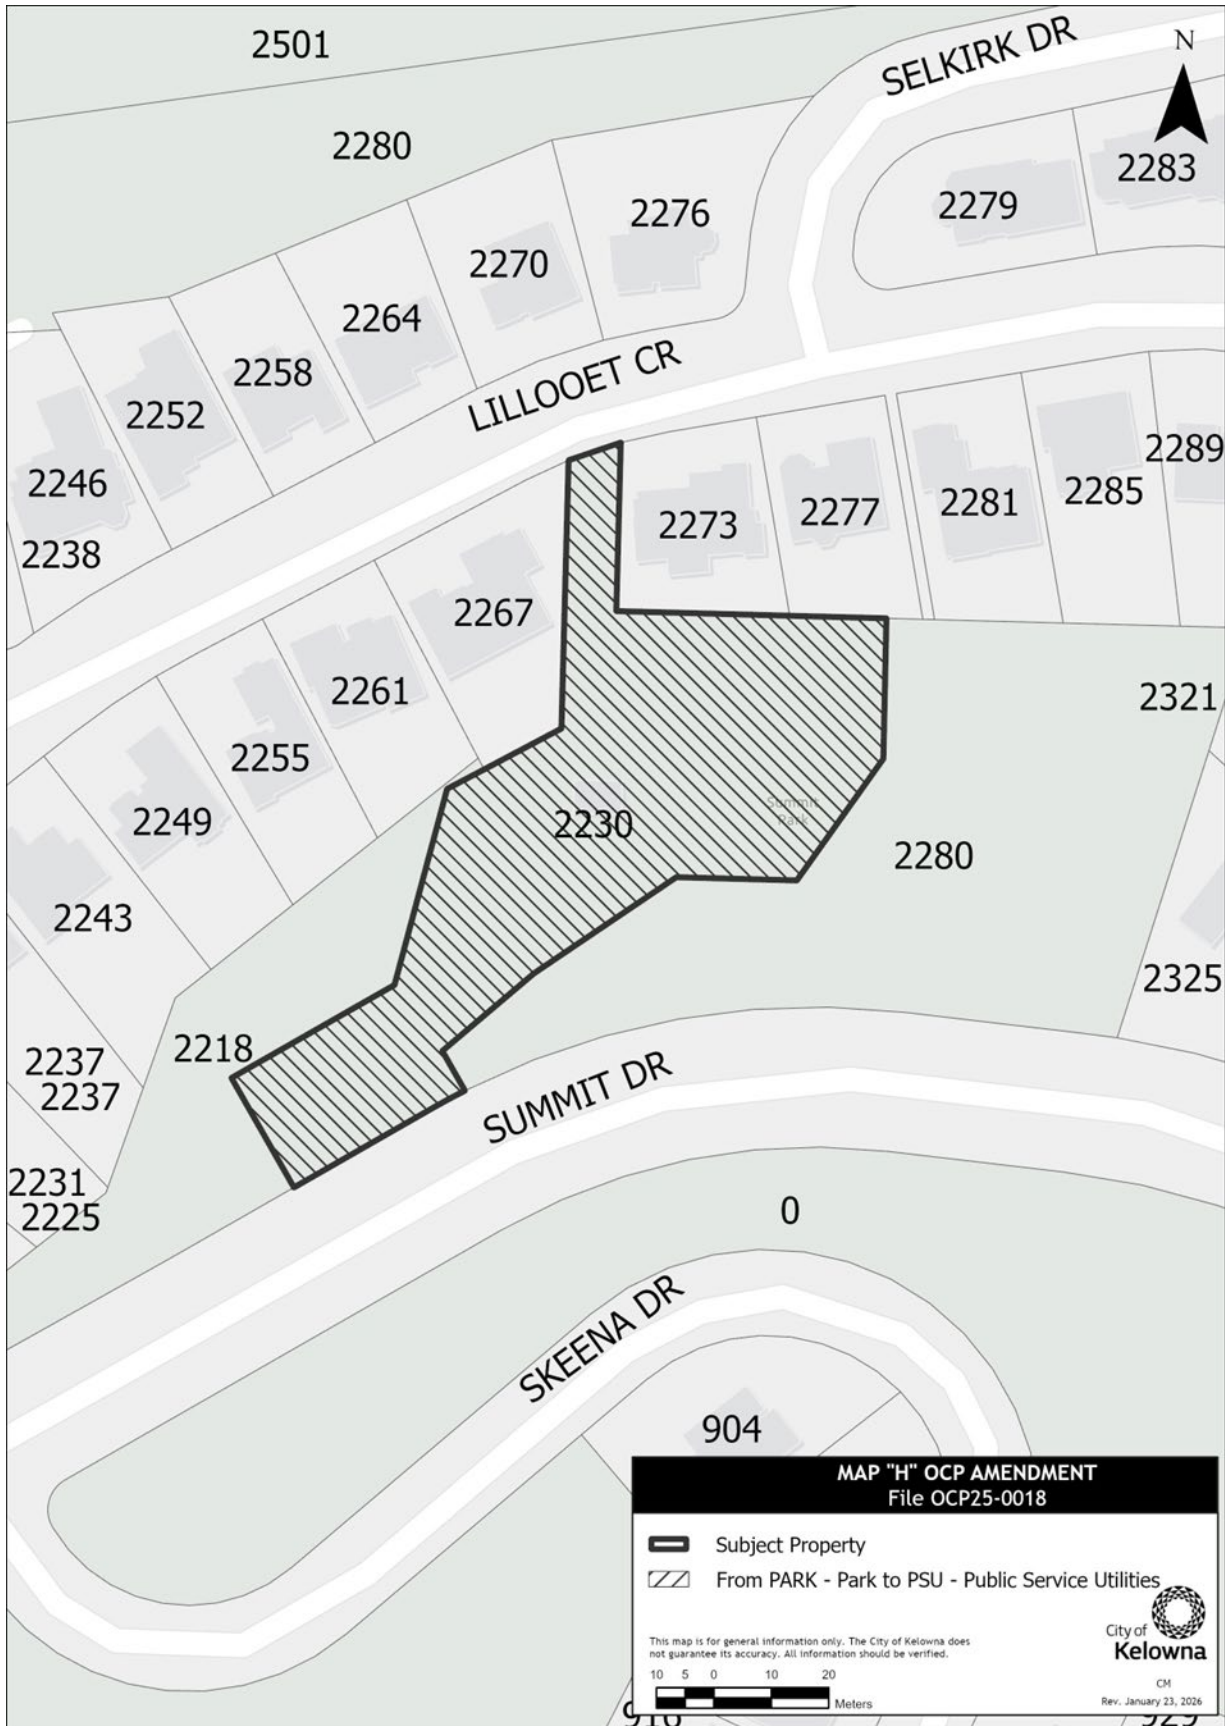 2501
SELKIRK DR
N
2280
2283
2279
2276
2270
2264
2258
LILLOOET CR
2252
2289
2246
2285
2281
2277
2273
2238
2267
2261
2321
2255
Summit
Park
2249
2230
2280
2243
2325
2218
2237
2237
SUMMIT DR
2231
2225
0
SKEENA DR
904
MAP "H" OCP AMENDMENT
File OCP25-0018
Subject Property
From PARK - Park to PSU - Public Service Utilities
City of
Kelowna
This map is for general information only. The City of Kelowna does
not guarantee its accuracy. All information should be verified.
10 5 0 10 20
Meters
CM
Rev. January 23, 2026